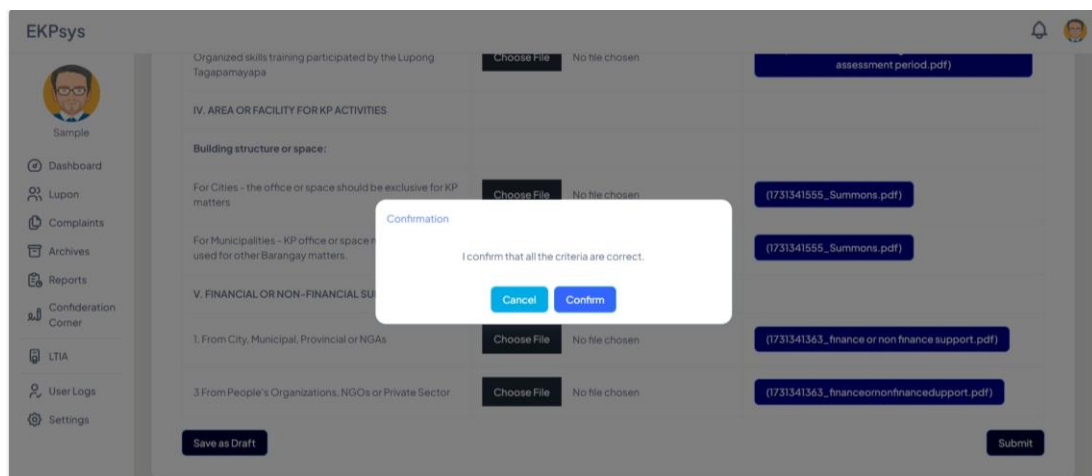 EKPsys
Organized skills training participated by the Lupong
Tagapamayapa
Choose File No file chosen
assessment period.pdf)
IV. AREA OR FACILITY FOR KP ACTIVITIES
Sample
Building structure or space:
Dashboard
For Cities - the office or space should be exclusive for KP
matters
Choose File No file chosen
(1731341555_Summons.pdf)
Lupon
Complaints
Confirmation
Archives
For Municipalities - KP office or space
used for other Barangay matters.
I confirm that all the criteria are correct.
(1731341555_Summons.pdf)
Reports
V. FINANCIAL OR NON-FINANCIAL
Cancel Confirm
Confideration
Corner
1. From City, Municipal, Provincial or NGAs
Choose File No file chosen
(1731341363_finance or non finance support.pdf)
LTIA
User Logs
3 From People's Organizations, NGOs or Private Sector
Choose File No file chosen
(1731341363_financeornonfinancedupport.pdf)
Settings
Save as Draft
Submit